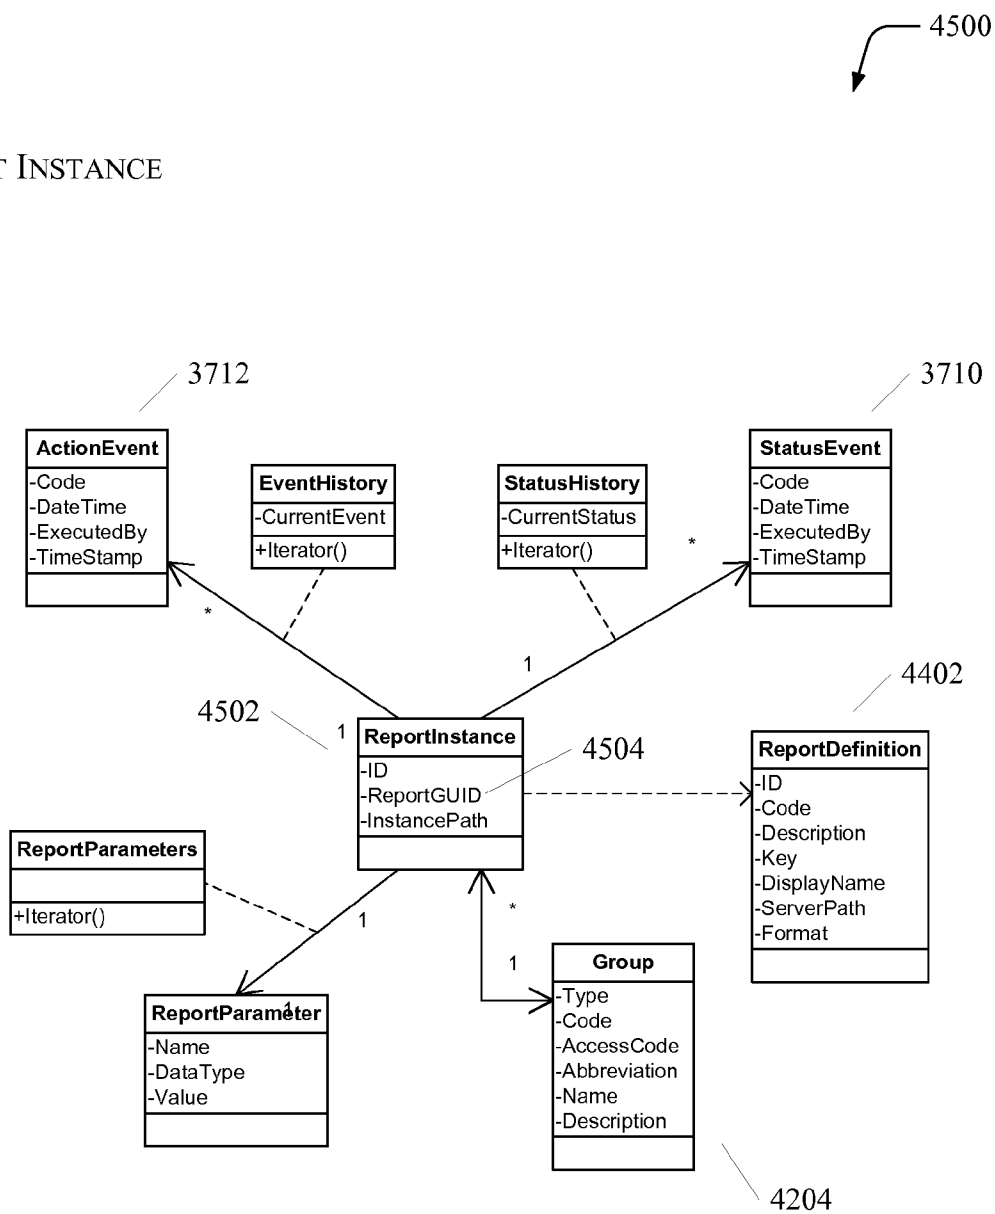 4500
T INSTANCE
3712
3710
ActionEvent
-Code
-DateTime
-ExecutedBy
-TimeStamp
*
EventHistory
-CurrentEvent
+Iterator()
StatusHistory
-CurrentStatus
+Iterator()
*
StatusEvent
-Code
-DateTime
-ExecutedBy
-TimeStamp
1
4402
4502
1
ReportInstance
-ID
-ReportGUID
-InstancePath
4504
ReportDefinition
-ID
-Code
-Description
-Key
-DisplayName
-ServerPath
-Format
ReportParameters
+Iterator()
1
*
1
1
ReportParameter
-Name
-DataType
-Value
Group
-Type
-Code
-AccessCode
-Abbreviation
-Name
-Description
4204